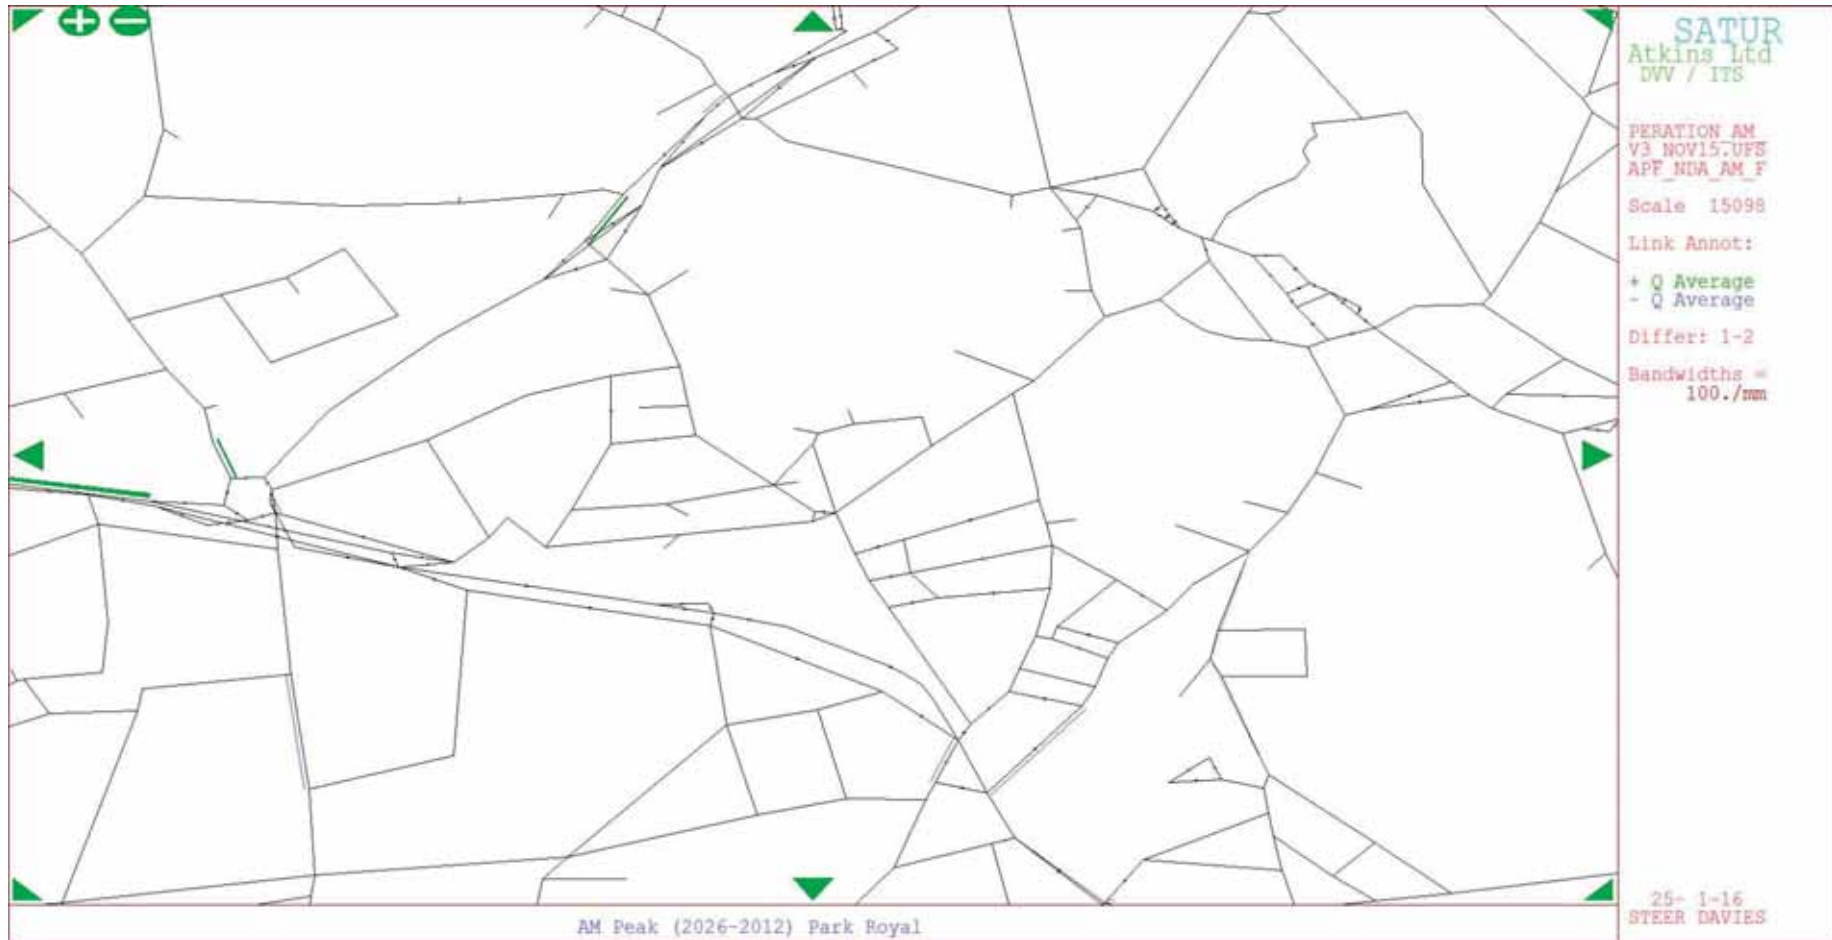 SATUR
Atkins Ltd
DVV / ITS
PERATION_AM_
V3_NOV15.UFS
APF_NDA_AM_F
Scale 15098
Link Annot:
+ Q Average
- Q Average
Differ: 1-2
Bandwidths =
100./mm
25- 1-16
STEER DAVIES
AM Peak (2026-2012) Park Royal